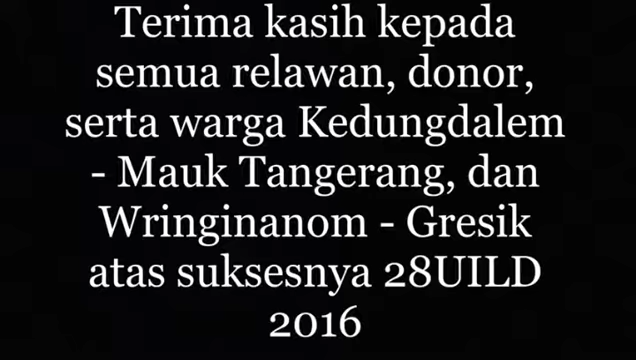 Terima kasih kepada
semua relawan, donor,
serta warga Kedungdalem
- Mauk Tangerang, dan
Wringinanom - Gresik
atas suksesnya 28UILD
2016